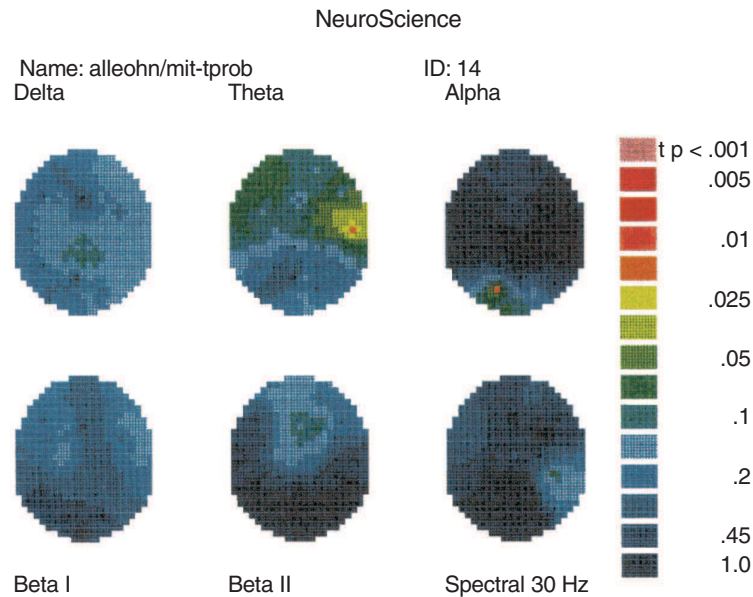 NeuroScience
Name: alleohn/mit-tprob ID: 14
Delta Theta Alpha
t p < .001
.005
.01
.025
.05
.1
.2
.45
1.0
Beta I Beta II Spectral 30 Hz